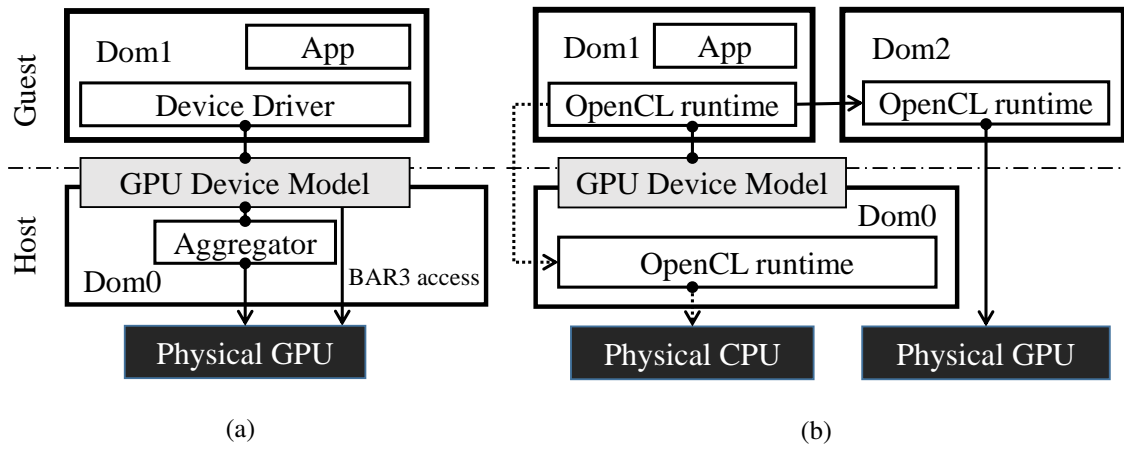 Guest
Host
Dom1
App
Device Driver
GPU Device Model
Aggregator
Dom0
BAR3 access
Physical GPU
(a)
Dom1
App
OpenCL runtime
Dom2
OpenCL runtime
GPU Device Model
Dom0
OpenCL runtime
Physical CPU
Physical GPU
(b)